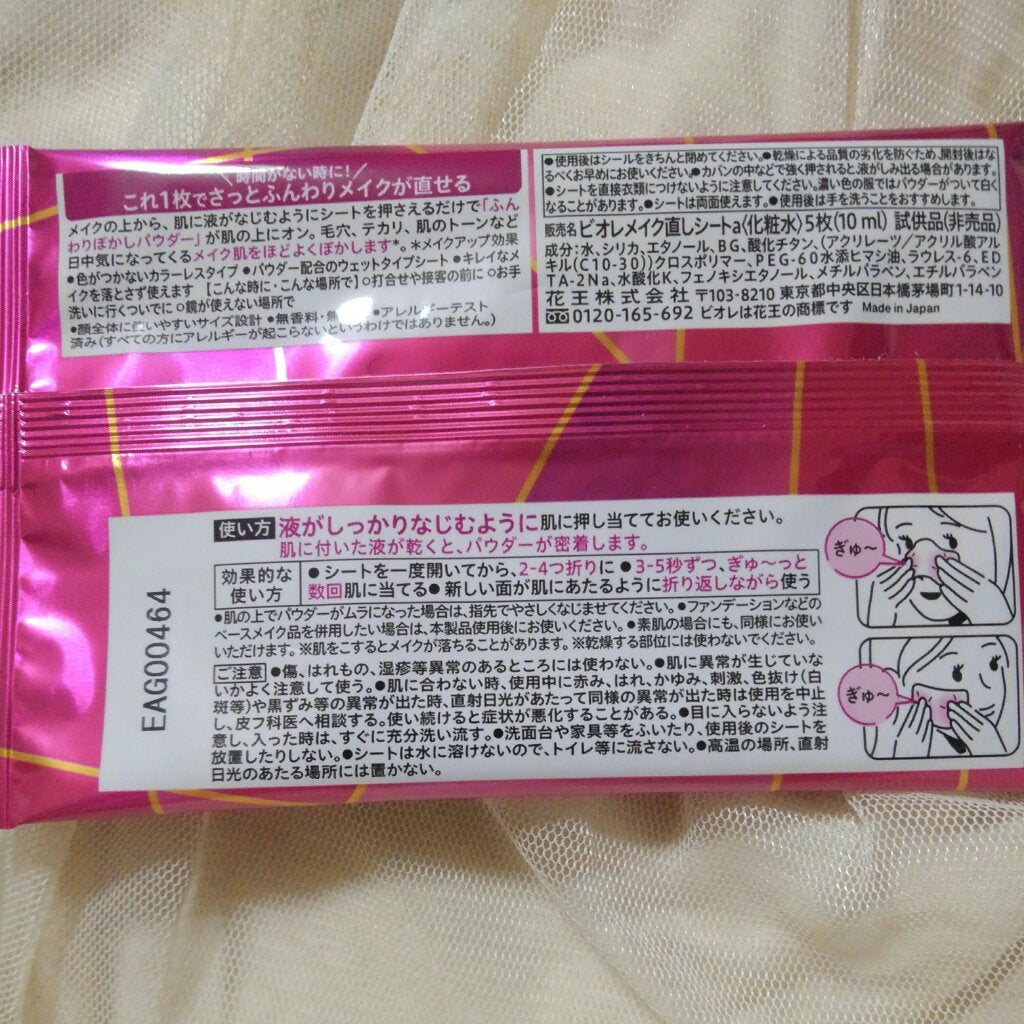 時間がない時に!
これ1枚でさっとふんわりメイクが直せる
メイクの上から、肌に液がなじむようにシートを押さえるだけで「ふん
わりぼかしパウダー」が肌の上にオン。毛穴、テカリ、肌のトーンなど
日中気になってくるメイク肌をほどよくぼかします*。*メイクアップ効果
●色がつかないカラーレスタイプ ●パウダー配合のウェットタイプシート ●キレイなメ
イクを落とさず使えます 【こんな時に・こんな場所で】○打合せや接客の前に ○お手
洗いに行くついでに ○鏡が使えない場所で
●顔全体に使いやすいサイズ設計 ●無香料・無 ●アレルギーテスト
済み(すべての方にアレルギーが起こらないというわけではありません。)
●使用後はシールをきちんと閉めてください。●乾燥による品質の劣化を防ぐため、開封後はな
るべくお早めにお使いください。●カバンの中などで強く押されると液がしみ出る場合があります。
●シートを直接衣類につけないように注意してください。濃い色の服ではパウダーがついて白く
なることがあります。●シートは両面使えます。●使用後は手を洗うことをおすすめします。
販売名 ビオレメイク直しシートa(化粧水)5枚(10ml) 試供品(非売品)
成分:水、シリカ、エタノール、BG、酸化チタン、(アクリレーツ/アクリル酸アル
キル(C10-30))クロスポリマー、PEG-60水添ヒマシ油、ラウレス-6、ED
TA-2Na、水酸化K、フェノキシエタノール、メチルパラベン、エチルパラベン
花王株式会社 〒103-8210 東京都中央区日本橋茅場町1-14-10
0120-165-692 ビオレは花王の商標です Made in Japan
使い方 液がしっかりなじむように肌に押し当ててお使いください。
肌に付いた液が乾くと、パウダーが密着します。
効果的な使い方 ●シートを一度開いてから、2-4つ折りに ●3-5秒ずつ、ぎゅ〜っと
数回肌に当てる●新しい面が肌にあたるように折り返しながら使う
●肌の上でパウダーがムラになった場合は、指先でやさしくなじませてください。●ファンデーションなどの
ベースメイク品を併用したい場合は、本製品使用後にお使いください。●素肌の場合にも、同様にお使い
いただけます。※肌をこするとメイクが落ちることがあります。※乾燥する部位には使わないでください。
ご注意 ●傷、はれもの、湿疹等異常のあるところには使わない。●肌に異常が生じていな
いかよく注意して使う。●肌に合わない時、使用中に赤み、はれ、かゆみ、刺激、色抜け(白
斑等)や黒ずみ等の異常が出た時、直射日光があたって同様の異常が出た時は使用を中止
し、皮フ科医へ相談する。使い続けると症状が悪化することがある。●目に入らないよう注
意し、入った時は、すぐに充分洗い流す。●洗面台や家具等をふいたり、使用後のシートを
放置したりしない。●シートは水に溶けないので、トイレ等に流さない。●高温の場所、直射
日光のあたる場所には置かない。
ぎゅ〜
ぎゅ〜
EAG00464